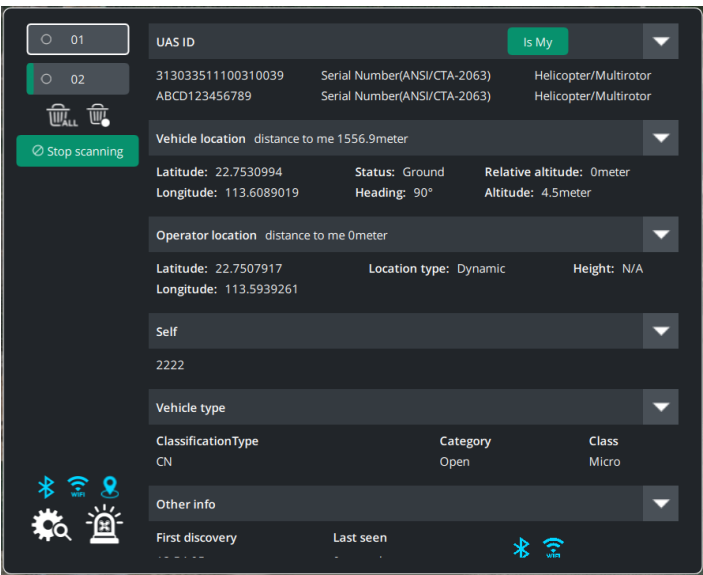 01
02
ALL
Stop scanning
UAS ID Is My
313033511100310039 Serial Number(ANSI/CTA-2063) Helicopter/Multirotor
ABCD123456789 Serial Number(ANSI/CTA-2063) Helicopter/Multirotor
Vehicle location distance to me 1556.9meter
Latitude: 22.7530994 Status: Ground Relative altitude: 0meter
Longitude: 113.6089019 Heading: 90° Altitude: 4.5meter
Operator location distance to me 0meter
Latitude: 22.7507917 Location type: Dynamic Height: N/A
Longitude: 113.5939261
Self
2222
Vehicle type
ClassificationType Category Class
CN Open Micro
Other info
First discovery Last seen
WiFi
WiFi